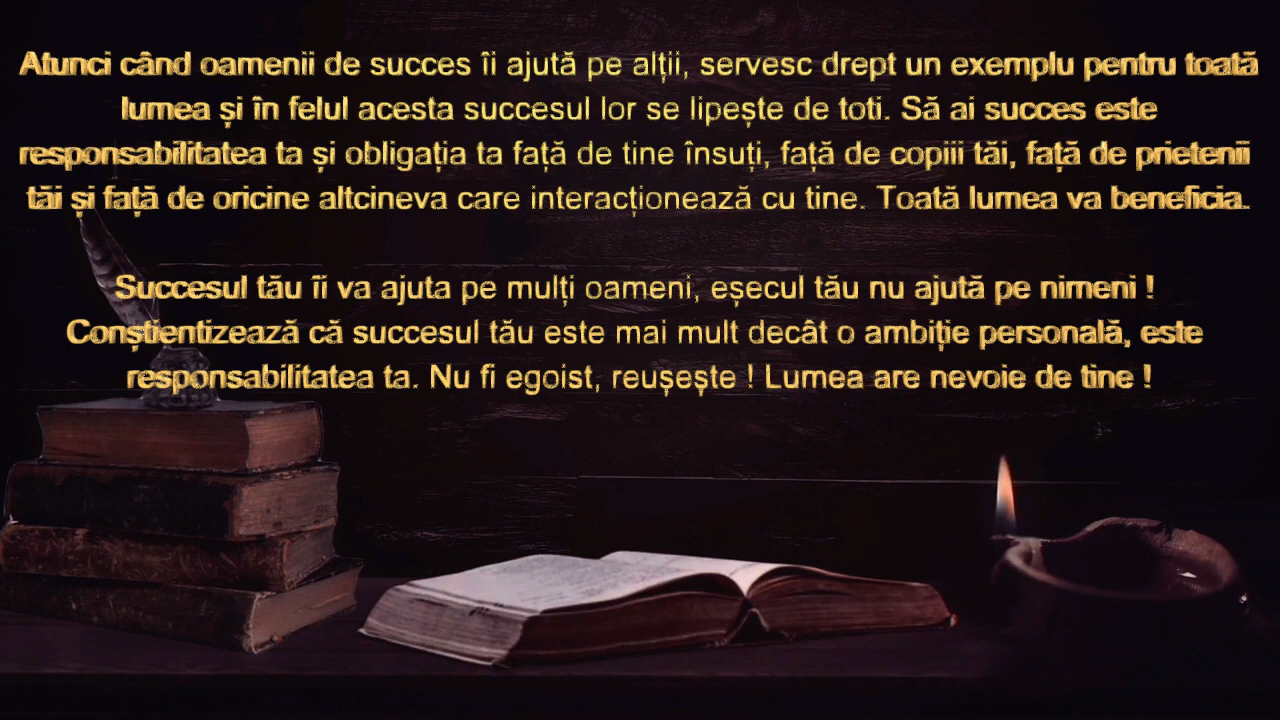 Atunci când oamenii de succes îi ajută pe alții, servesc drept un exemplu pentru toată
lumea și în felul acesta succesul lor se lipește de toti. Să ai succes este
responsabilitatea ta și obligația ta față de tine însuți, față de copiii tăi, față de prietenii
tăi și față de oricine altcineva care interacționează cu tine. Toată lumea va beneficia.
Succesul tău îi va ajuta pe mulți oameni, eșecul tău nu ajută pe nimeni !
Conștientizează că succesul tău este mai mult decât o ambiție personală, este
responsabilitatea ta. Nu fi egoist, reușește ! Lumea are nevoie de tine !